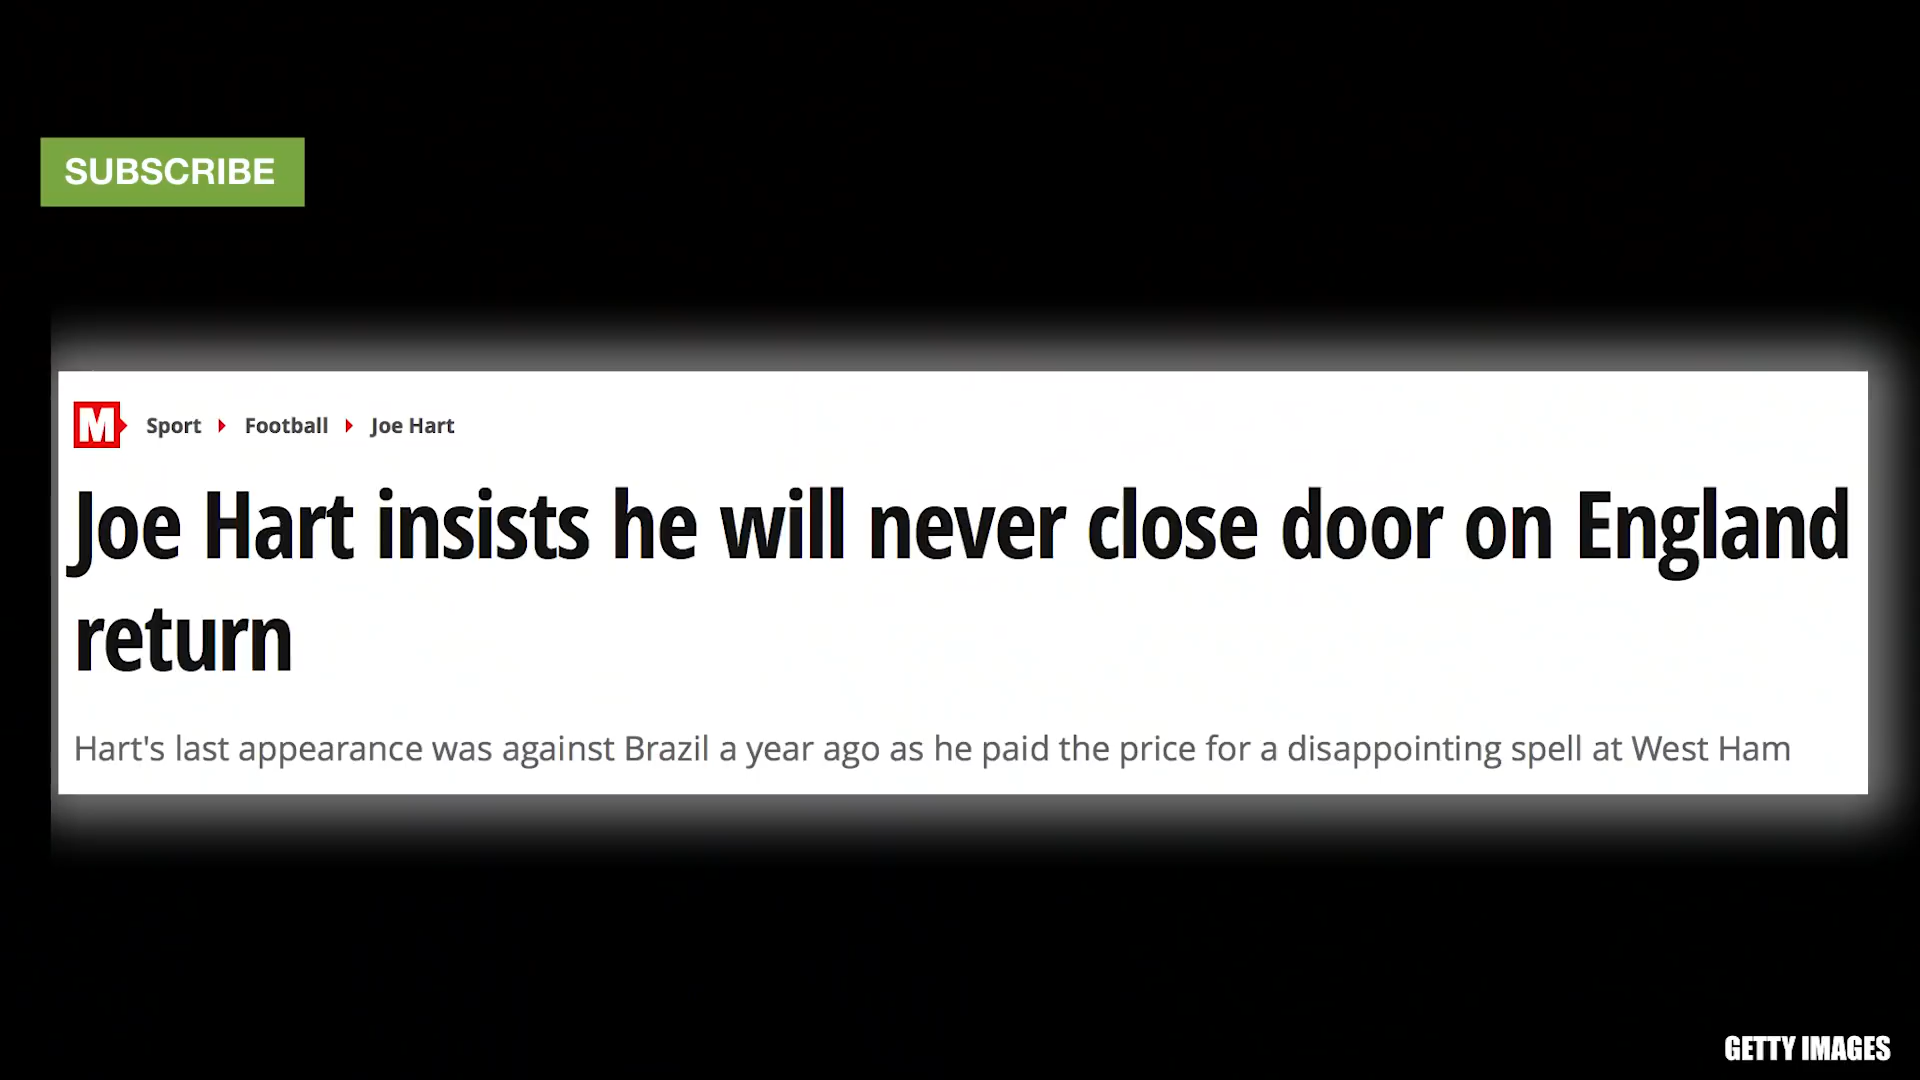 SUBSCRIBE
M Sport Football Joe Hart
Joe Hart insists he will never close door on England
return
Hart's last appearance was against Brazil a year ago as he paid the price for a disappointing spell at West Ham
GETTY IMAGES